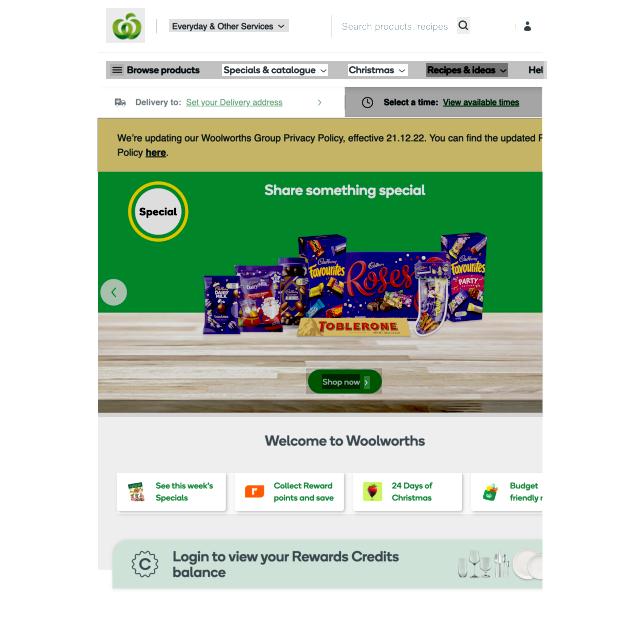 Everyday & Other Services
Search products, recipes
Browse products
Specials & catalogue
Christmas
Recipes & ideas
Hel
Delivery to: Set your Delivery address
Select a time: View available times
We're updating our Woolworths Group Privacy Policy, effective 21.12.22. You can find the updated P
Policy here.
Share something special
Special
Cadbury
Favourites
Cadbury
Roses
Cadbury
Favourites
PARTY
DAIRY
MILK
Dairy Milk
TOBLERONE
Shop now
Welcome to Woolworths
See this week's
Specials
Collect Reward
points and save
24 Days of
Christmas
Budget
friendly r
Login to view your Rewards Credits
balance